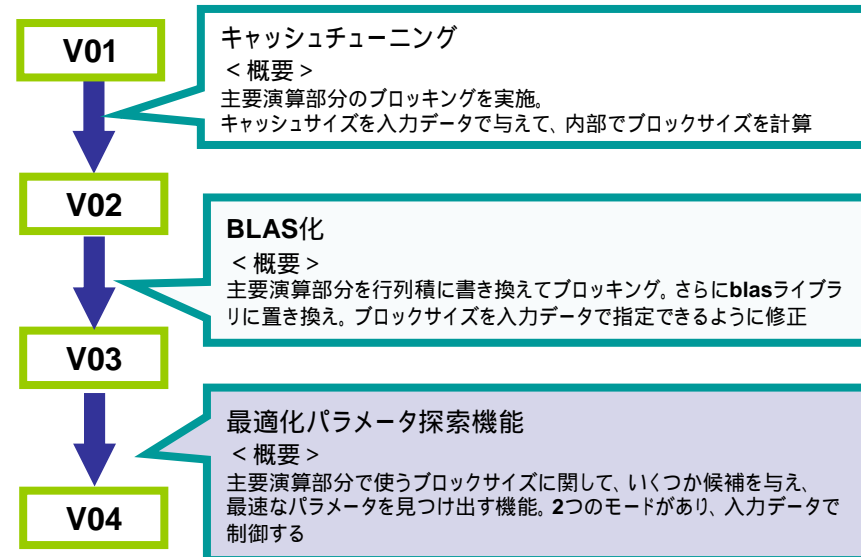 V01
キャッシュチューニング
<概要>
主要演算部分のブロッキングを実施。
キャッシュサイズを入力データで与えて、内部でブロックサイズを計算
V02
BLAS化
<概要>
主要演算部分を行列積に書き換えてブロッキング。さらにblasライブラ
リに置き換え。ブロックサイズを入力データで指定できるように修正
V03
最適化パラメータ探索機能
<概要>
主要演算部分で使うブロックサイズに関して、いくつか候補を与え、
最速なパラメータを見つけ出す機能。2つのモードがあり、入力データで
制御する
V04